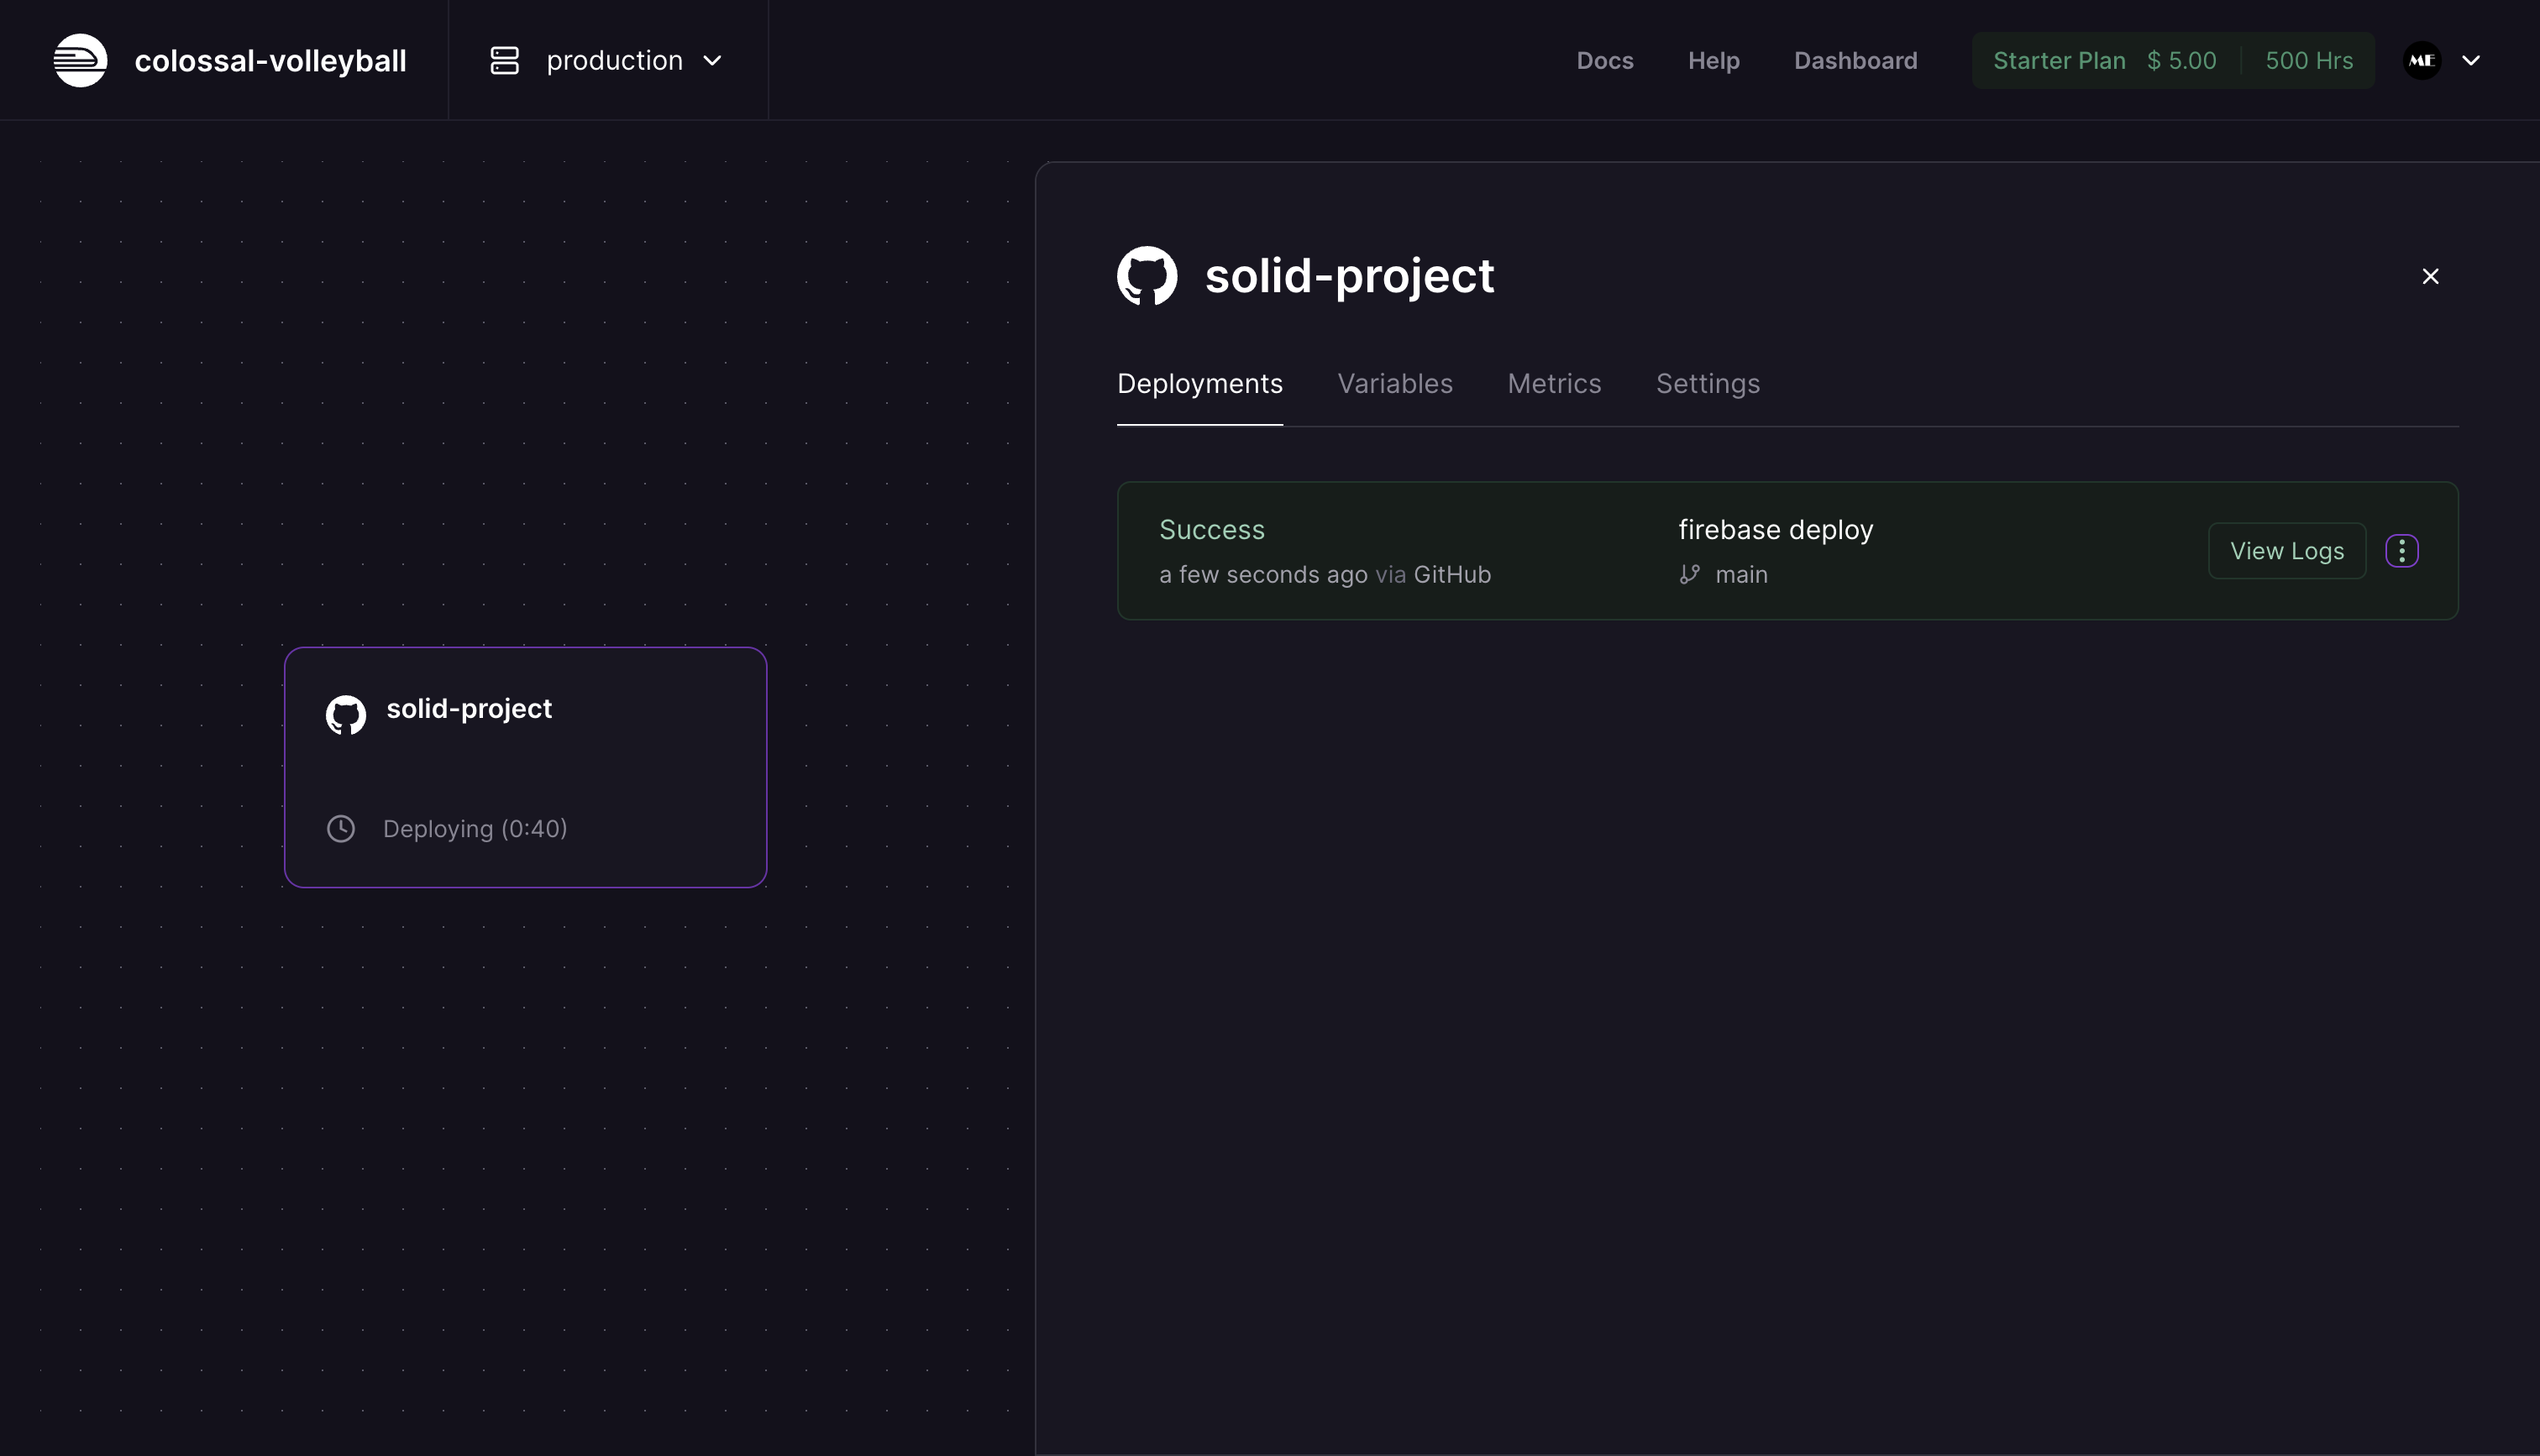 colossal-volleyball
production
Docs Help Dashboard Starter Plan $ 5.00 500 Hrs ME
solid-project
Deployments Variables Metrics Settings
Success
a few seconds ago via GitHub
firebase deploy
main
View Logs
solid-project
Deploying (0:40)